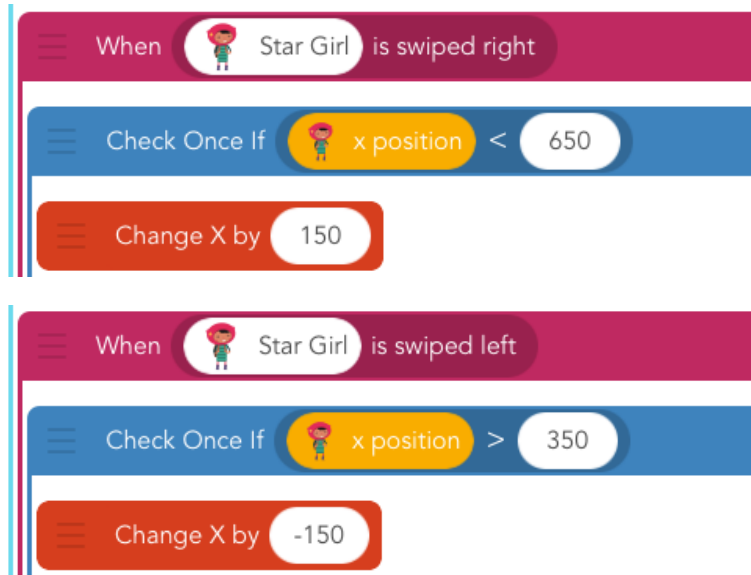 When Star Girl is swiped right
Check Once If x position < 650
Change X by 150
When Star Girl is swiped left
Check Once If x position > 350
Change X by -150